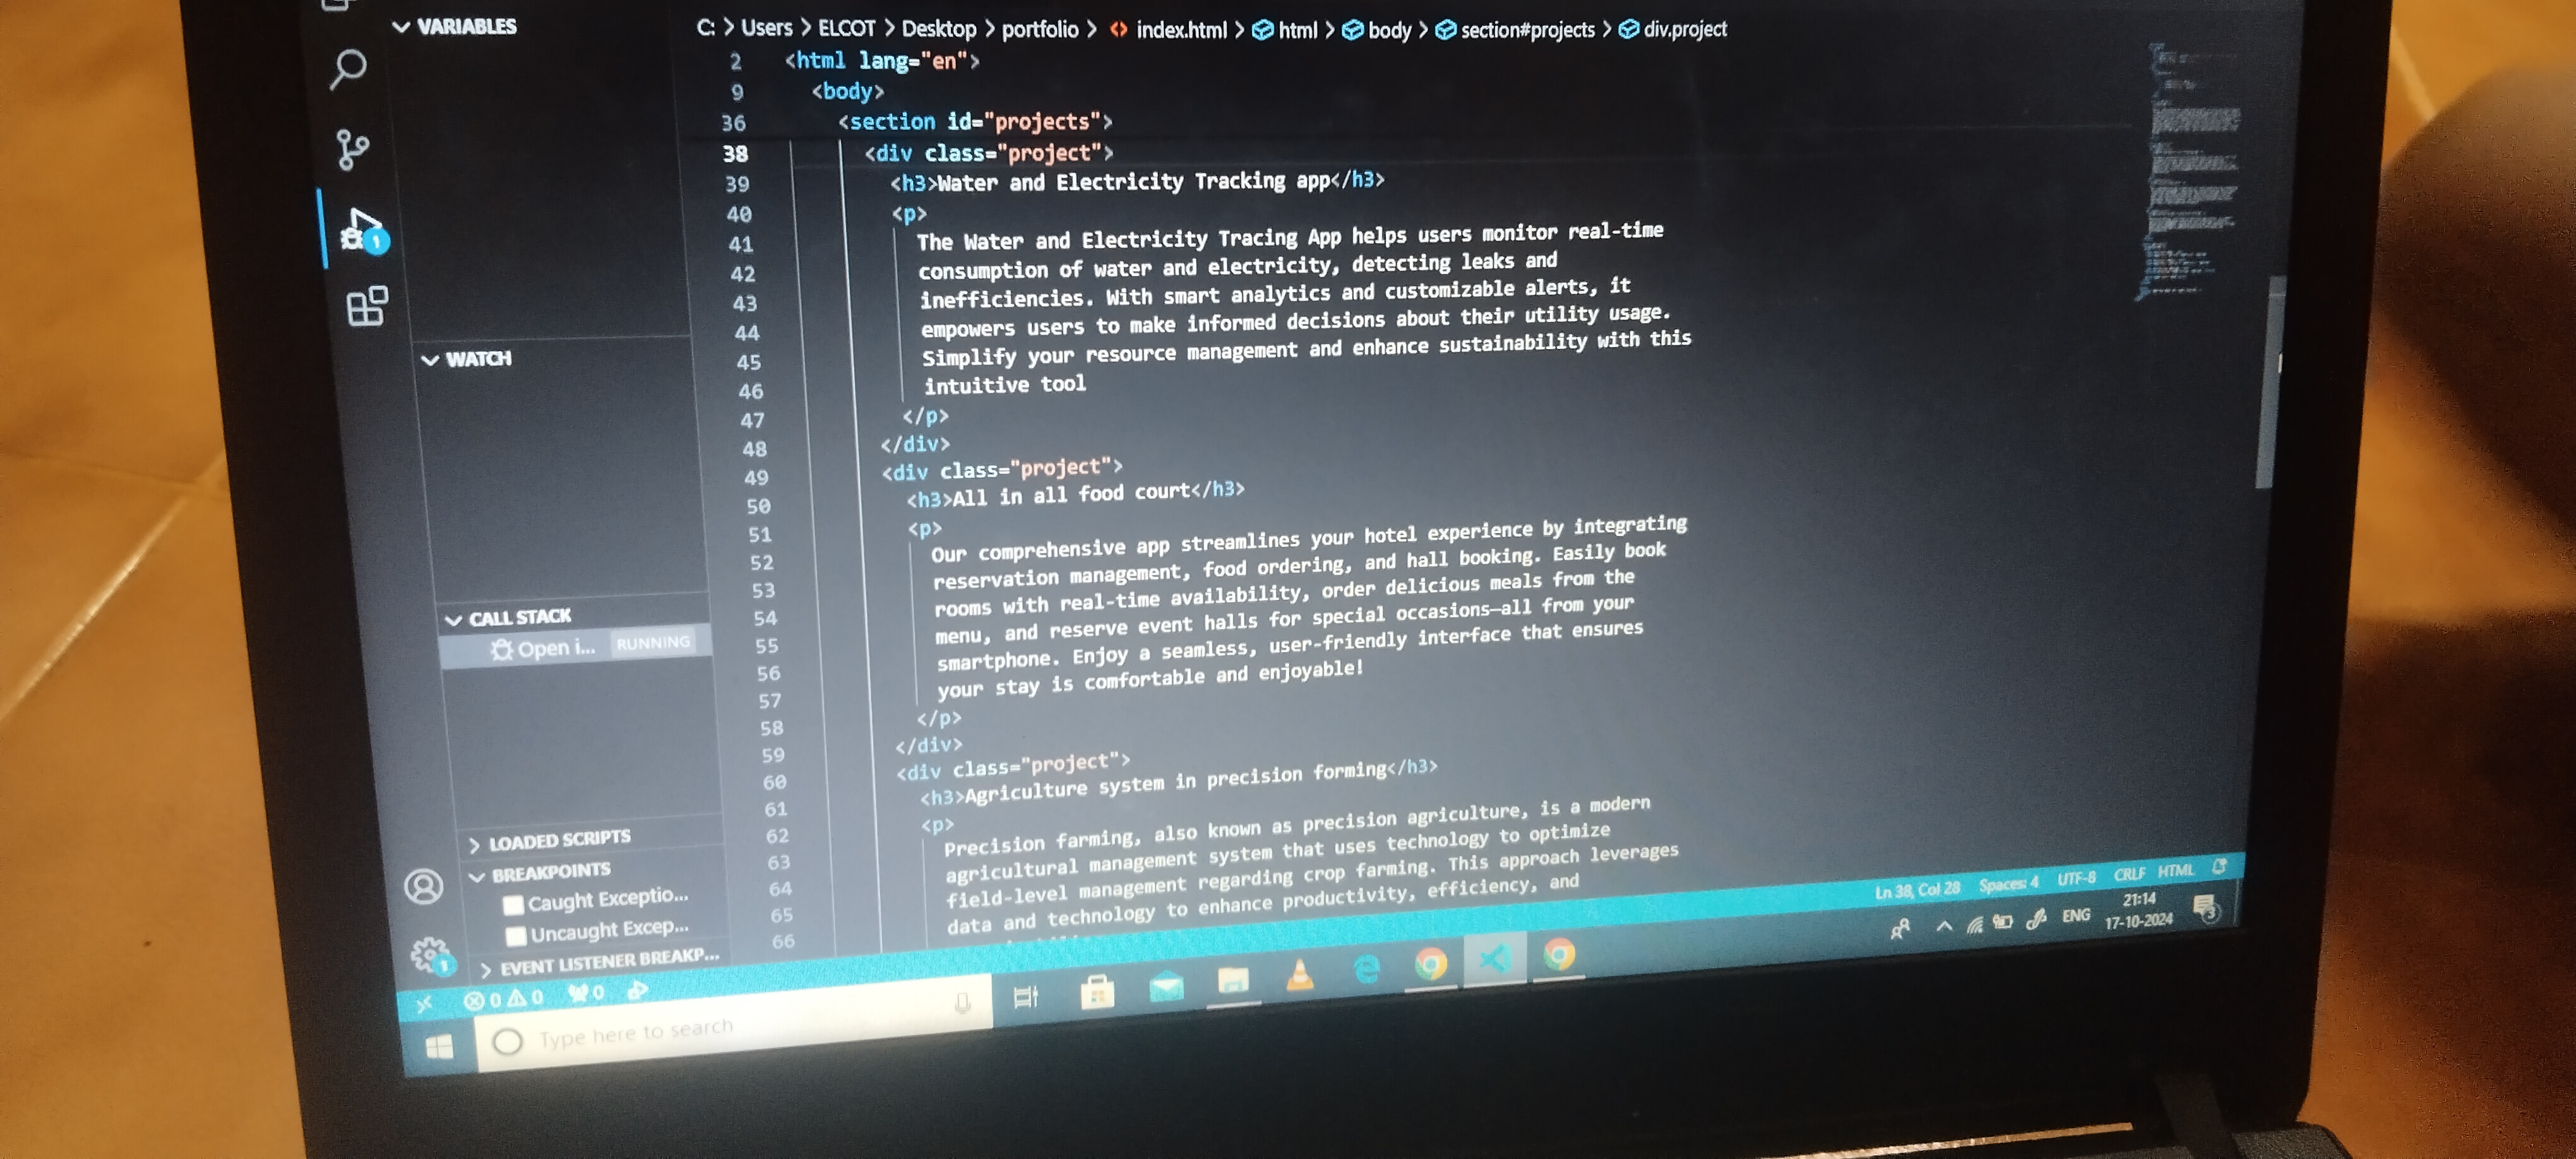 VARIABLES
C: > Users > ELCOT > Desktop > portfolio > index.html > html > body > section#projects > div.project
2 <html lang="en">
9 <body>
36 <section id="projects">
38 <div class="project">
39 <h3>Water and Electricity Tracking app</h3>
40 <p>
41 The Water and Electricity Tracing App helps users monitor real-time
42 consumption of water and electricity, detecting leaks and
43 inefficiencies. With smart analytics and customizable alerts, it
44 empowers users to make informed decisions about their utility usage.
45 Simplify your resource management and enhance sustainability with this
46 intuitive tool
47 </p>
48 </div>
49 <div class="project">
50 <h3>All in all food court</h3>
51 <p>
52 Our comprehensive app streamlines your hotel experience by integrating
53 reservation management, food ordering, and hall booking. Easily book
54 rooms with real-time availability, order delicious meals from the
55 menu, and reserve event halls for special occasions—all from your
56 smartphone. Enjoy a seamless, user-friendly interface that ensures
57 your stay is comfortable and enjoyable!
58 </p>
59 </div>
60 <div class="project">
61 <h3>Agriculture system in precision forming</h3>
62 <p>
63 Precision farming, also known as precision agriculture, is a modern
64 agricultural management system that uses technology to optimize
65 field-level management regarding crop farming. This approach leverages
66 data and technology to enhance productivity, efficiency, and
WATCH
CALL STACK
Open i... RUNNING
LOADED SCRIPTS
BREAKPOINTS
Caught Exceptio...
Uncaught Excep...
EVENT LISTENER BREAKP...
0 0 0
Ln 38, Col 28 Spaces: 4 UTF-8 CRLF HTML
Type here to search
ENG
21:14
17-10-2024
3
1
1